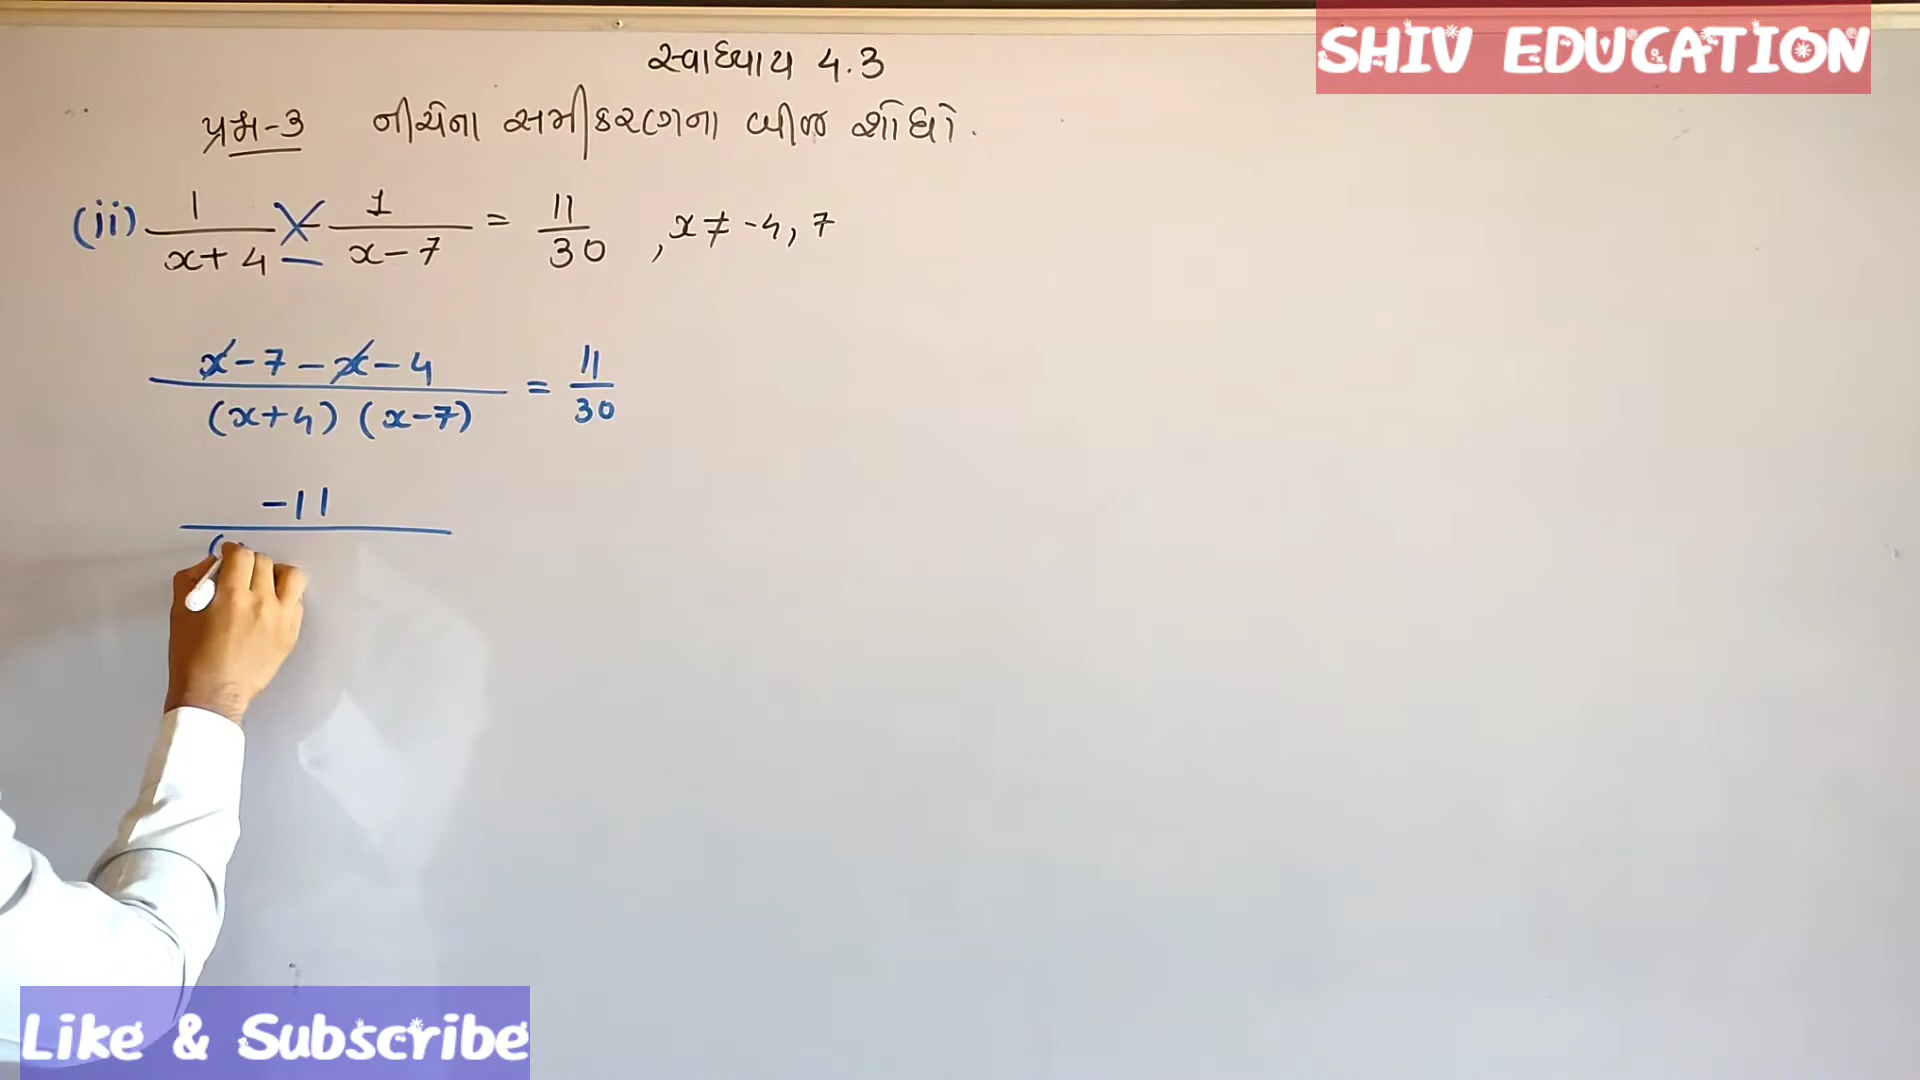 SHIV EDUCATION
સ્વાધ્યાય 4.3
પ્રશ્ન-૩ નીચેના સમીકરણના બીજ શોધો.
(ii) 1/(x+4) - 1/(x-7) = 11/30 , x ≠ -4, 7
(x-7-x-4)/((x+4)(x-7)) = 11/30
-11
(
Like & Subscribe